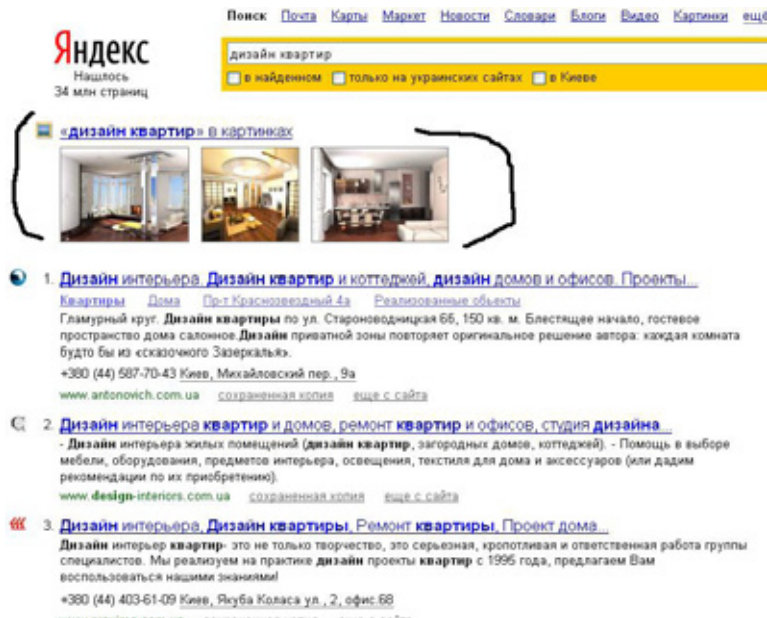 Поиск Почта Карты Маркет Новости Словари Блоги Видео Картинки ещё
Яндекс
дизайн квартир
Нашлось
34 млн страниц
в найденном только на украинских сайтах в Киеве
«дизайн квартир» в картинках
1. Дизайн интерьера. Дизайн квартир и коттеджей, дизайн домов и офисов. Проекты...
Квартиры Дома Пр-т Краснозвездный 4а Реализованные обьекты
Гламурный круг. Дизайн квартиры по ул. Староноводницкая 6б, 150 кв. м. Блестящее начало, гостевое
пространство дома салонное.Дизайн приватной зоны повторяет оригинальное решение автора: каждая комната
будто бы из «сказочного Зазеркалья».
+380 (44) 587-70-43 Киев, Михайловский пер., 9а
www.antonovich.com.ua сохраненная копия еще с сайта
2. Дизайн интерьера квартир и домов, ремонт квартир и офисов, студия дизайна...
- Дизайн интерьера жилых помещений (дизайн квартир, загородных домов, коттеджей). - Помощь в выборе
мебели, оборудования, предметов интерьера, освещения, текстиля для дома и аксессуаров (или дадим
рекомендации по их приобретению).
www.design-interiors.com.ua сохраненная копия еще с сайта
3. Дизайн интерьера, Дизайн квартиры, Ремонт квартиры, Проект дома...
Дизайн интерьер квартир- это не только творчество, это серьезная, кропотливая и ответственная работа группы
специалистов. Мы реализуем на практике дизайн проекты квартир с 1995 года, предлагаем Вам
воспользоваться нашими знаниями!
+380 (44) 403-61-09 Киев, Якуба Коласа ул., 2, офис.68